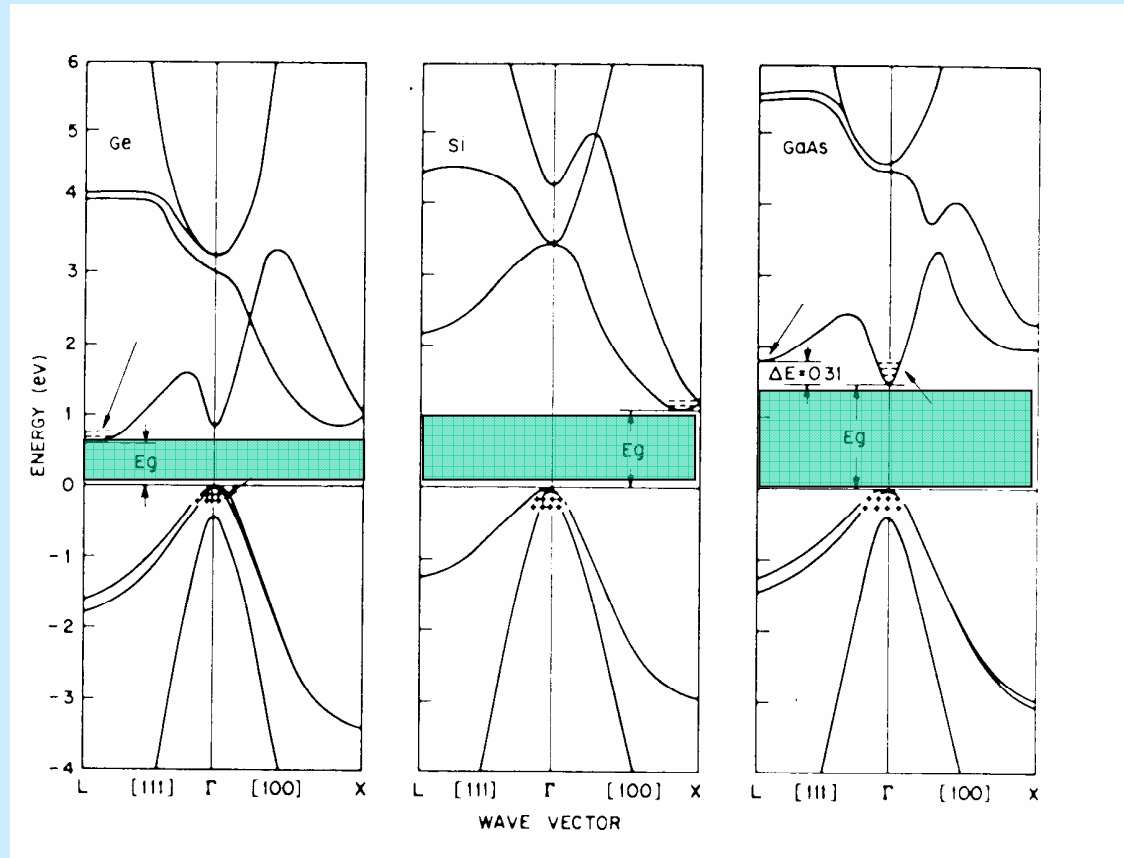 6
5
4
3
2
1
0
-1
-2
-3
-4
ENERGY (eV)
Ge
Eg
L [111] Γ [100] X
Si
Eg
L [111] Γ [100] X
GaAs
ΔE=0.31
Eg
L [111] Γ [100] X
WAVE VECTOR